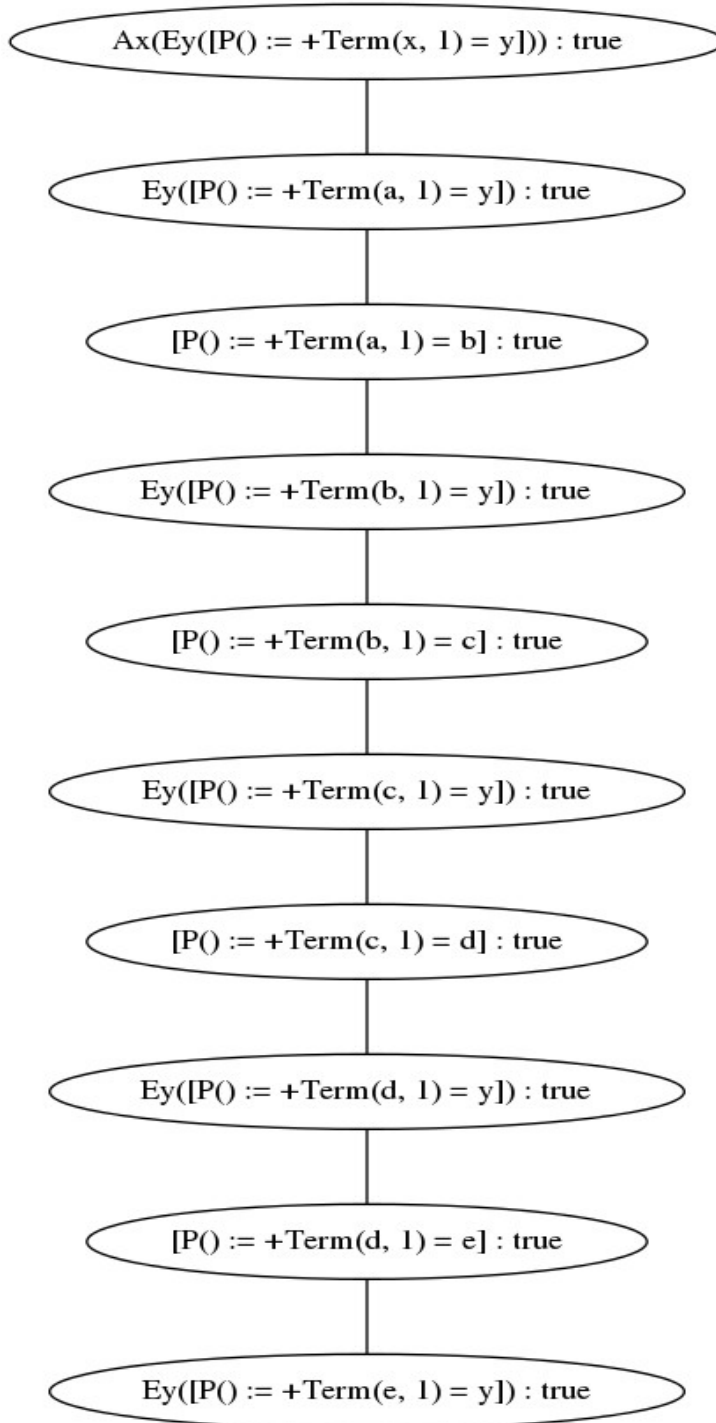 Ax(Ey([P() := +Term(x, 1) = y])) : true
Ey([P() := +Term(a, 1) = y]) : true
[P() := +Term(a, 1) = b] : true
Ey([P() := +Term(b, 1) = y]) : true
[P() := +Term(b, 1) = c] : true
Ey([P() := +Term(c, 1) = y]) : true
[P() := +Term(c, 1) = d] : true
Ey([P() := +Term(d, 1) = y]) : true
[P() := +Term(d, 1) = e] : true
Ey([P() := +Term(e, 1) = y]) : true